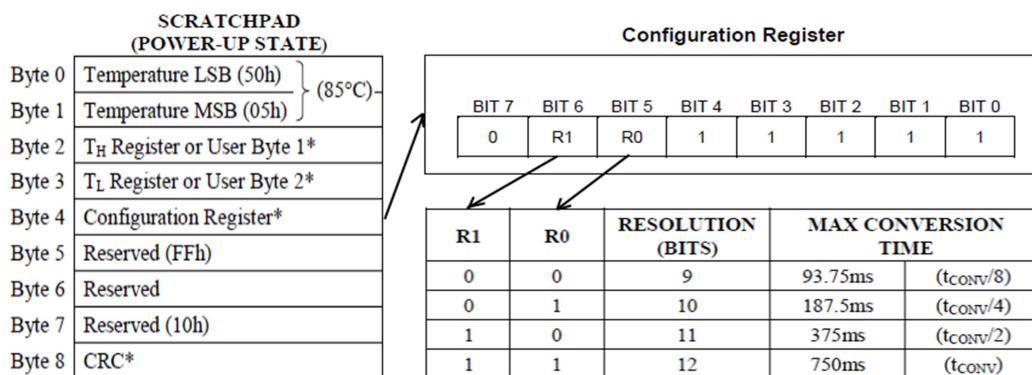 SCRATCHPAD
(POWER-UP STATE)
Byte 0 Temperature LSB (50h)
(85°C)
Byte 1 Temperature MSB (05h)
Byte 2 TH Register or User Byte 1*
Byte 3 TL Register or User Byte 2*
Byte 4 Configuration Register*
Byte 5 Reserved (FFh)
Byte 6 Reserved
Byte 7 Reserved (10h)
Byte 8 CRC*
Configuration Register
BIT 7 BIT 6 BIT 5 BIT 4 BIT 3 BIT 2 BIT 1 BIT 0
0 R1 R0 1 1 1 1 1
R1 R0 RESOLUTION (BITS) MAX CONVERSION TIME
0 0 9 93.75ms (tCONV/8)
0 1 10 187.5ms (tCONV/4)
1 0 11 375ms (tCONV/2)
1 1 12 750ms (tCONV)